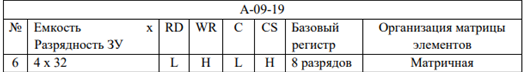 А-09-19
№ Емкость х RD WR C CS Базовый Организация матрицы
Разрядность ЗУ регистр элементов
6 4 х 32 L H L H 8 разрядов Матричная